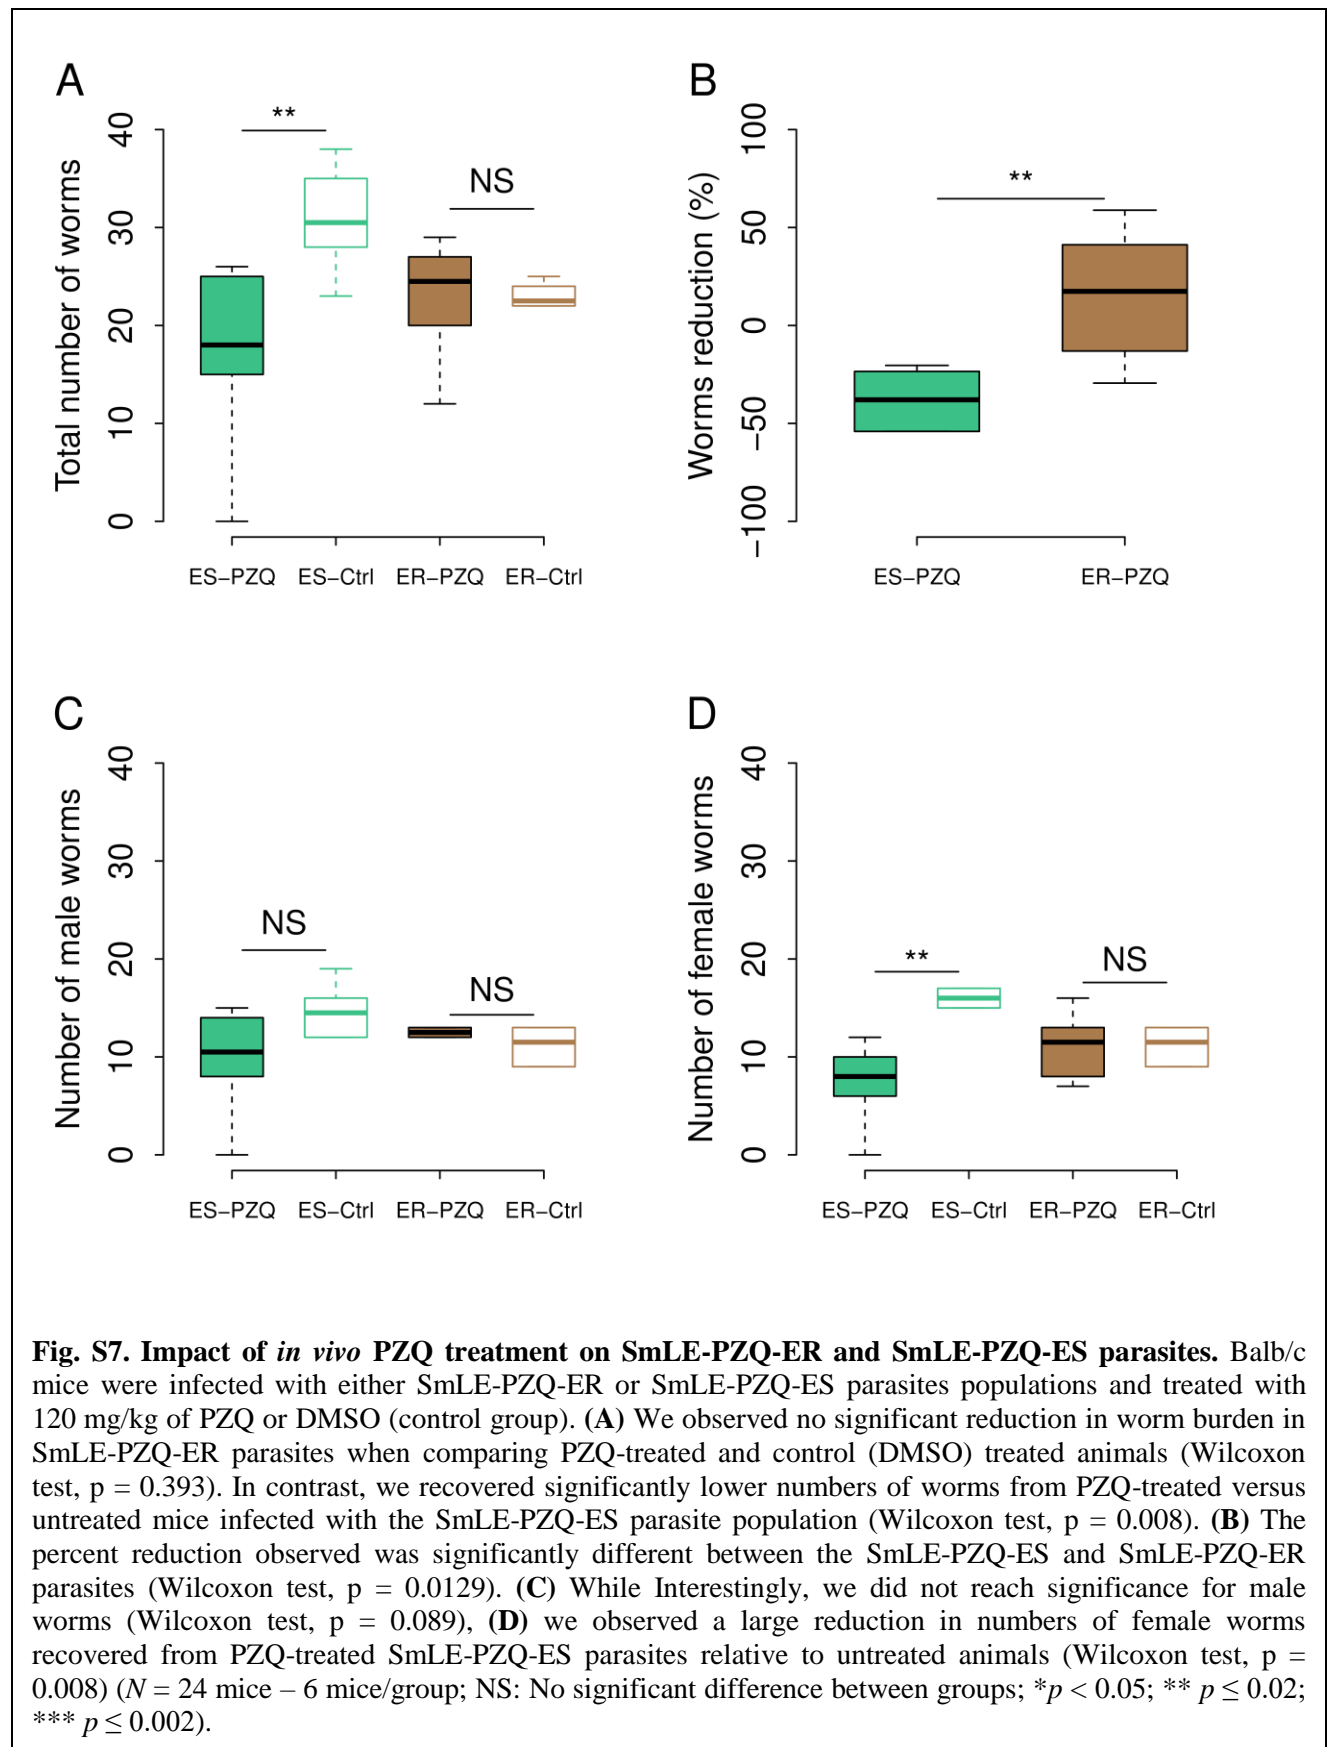 A
Total number of worms
0
10
20
30
40
**
NS
ES−PZQ ES−Ctrl ER−PZQ ER−Ctrl
B
Worms reduction (%)
−100
−50
0
50
100
**
ES−PZQ ER−PZQ
C
Number of male worms
0
10
20
30
40
NS
NS
ES−PZQ ES−Ctrl ER−PZQ ER−Ctrl
D
Number of female worms
0
10
20
30
40
**
NS
ES−PZQ ES−Ctrl ER−PZQ ER−Ctrl
Fig. S7. Impact of in vivo PZQ treatment on SmLE-PZQ-ER and SmLE-PZQ-ES parasites. Balb/c
mice were infected with either SmLE-PZQ-ER or SmLE-PZQ-ES parasites populations and treated with
120 mg/kg of PZQ or DMSO (control group). (A) We observed no significant reduction in worm burden in
SmLE-PZQ-ER parasites when comparing PZQ-treated and control (DMSO) treated animals (Wilcoxon
test, p = 0.393). In contrast, we recovered significantly lower numbers of worms from PZQ-treated versus
untreated mice infected with the SmLE-PZQ-ES parasite population (Wilcoxon test, p = 0.008). (B) The
percent reduction observed was significantly different between the SmLE-PZQ-ES and SmLE-PZQ-ER
parasites (Wilcoxon test, p = 0.0129). (C) While Interestingly, we did not reach significance for male
worms (Wilcoxon test, p = 0.089), (D) we observed a large reduction in numbers of female worms
recovered from PZQ-treated SmLE-PZQ-ES parasites relative to untreated animals (Wilcoxon test, p =
0.008) (N = 24 mice – 6 mice/group; NS: No significant difference between groups; *p < 0.05; ** p ≤ 0.02;
*** p ≤ 0.002).